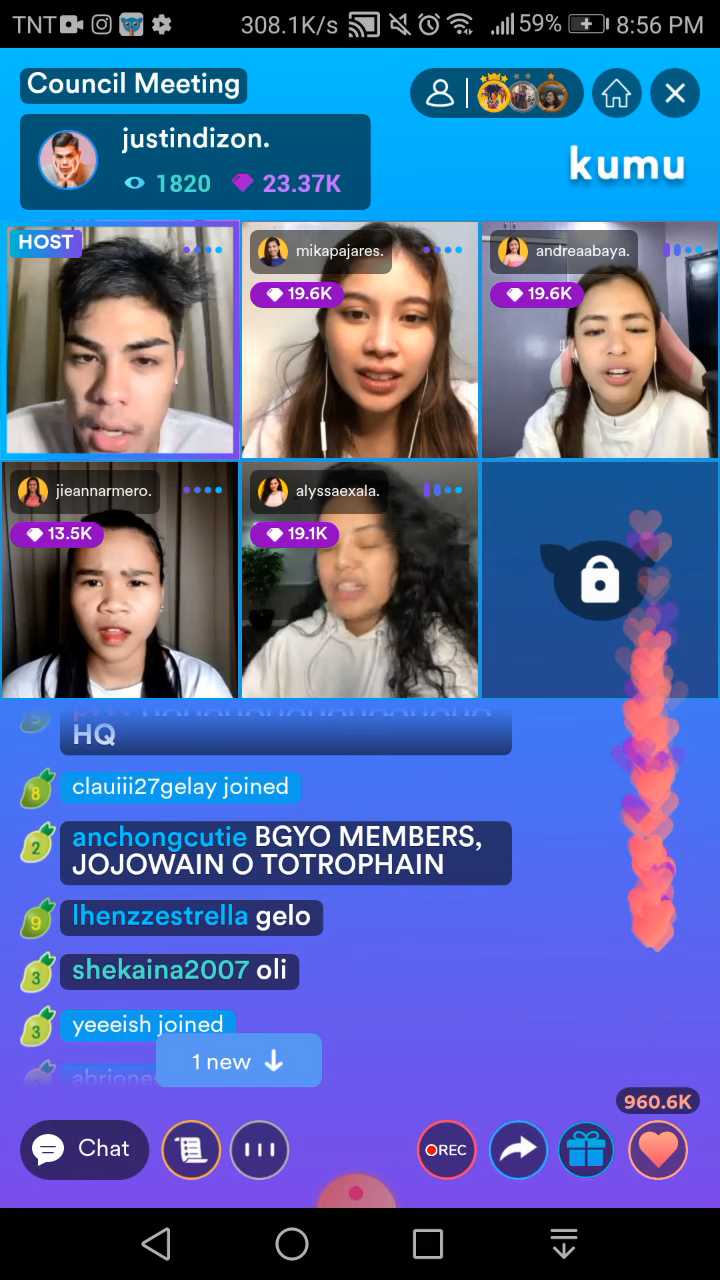 TNT 308.1K/s 59% 8:56 PM
Council Meeting
justindizon.
1820 23.37K
kumu
HOST
mikapajares.
19.6K
andreaabaya.
19.6K
jieannarmero.
13.5K
alyssaexala.
19.1K
HQ
8 clauiii27gelay joined
2 anchongcutie BGYO MEMBERS,
JOJOWAIN O TOTROPHAIN
9 lhenzzestrella gelo
3 shekaina2007 oli
3 yeeeish joined
1 new
960.6K
Chat
REC